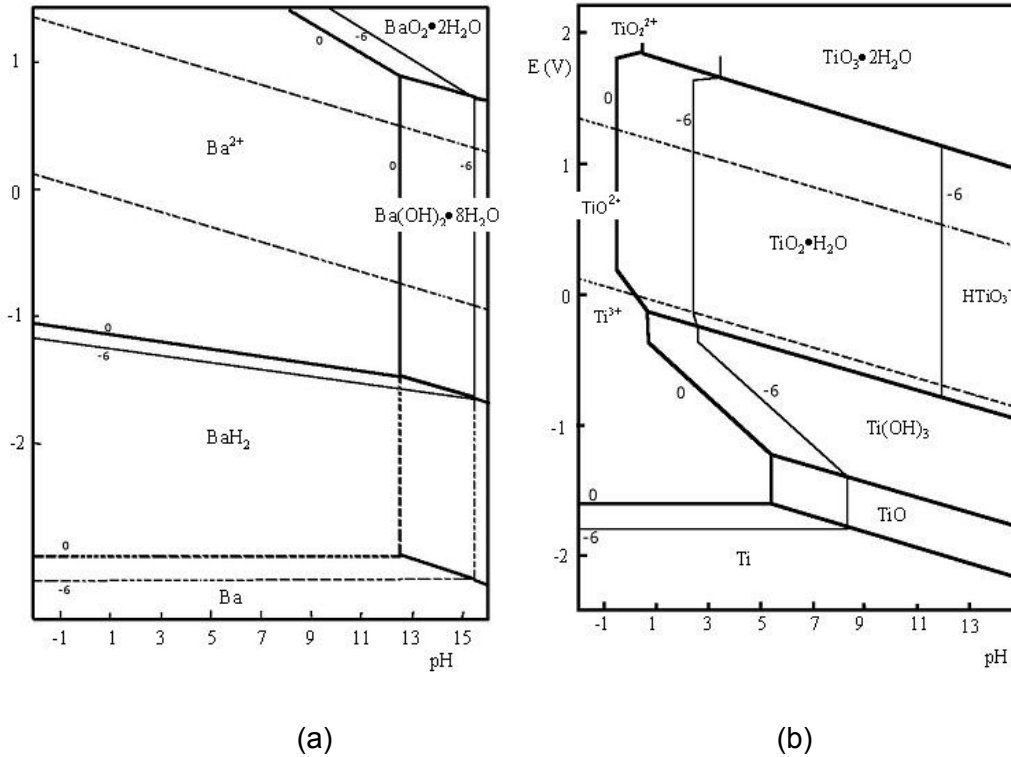 1
0
-1
-2
0
-6
BaO₂•2H₂O
Ba²⁺
0
-6
Ba(OH)₂•8H₂O
0
-6
BaH₂
0
-6
Ba
-1 1 3 5 7 9 11 13 15
pH
(a)
E (V)
2
1
0
-1
-2
TiO₂²⁺
TiO₃•2H₂O
0
-6
-6
TiO²⁺
TiO₂•H₂O
HTiO₃⁻
Ti³⁺
0
-6
Ti(OH)₃
0
-6
TiO
Ti
-1 1 3 5 7 9 11 13
pH
(b)